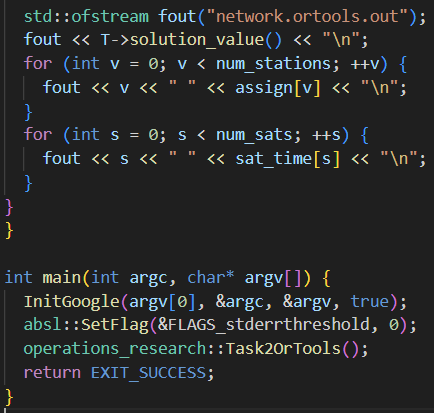 std::ofstream fout("network.ortools.out");
fout << T->solution_value() << "\n";
for (int v = 0; v < num_stations; ++v) {
fout << v << " " << assign[v] << "\n";
}
for (int s = 0; s < num_sats; ++s) {
fout << s << " " << sat_time[s] << "\n";
}
}
}
int main(int argc, char* argv[]) {
InitGoogle(argv[0], &argc, &argv, true);
absl::SetFlag(&FLAGS_stderrthreshold, 0);
operations_research::Task2OrTools();
return EXIT_SUCCESS;
}